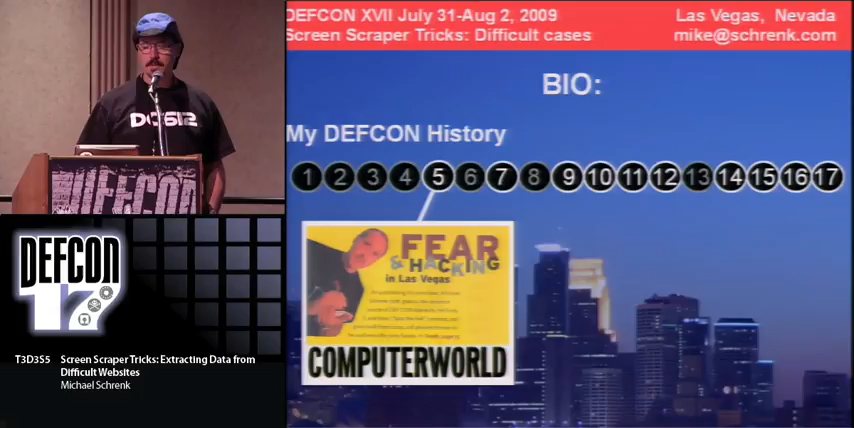 DEFCON XVII July 31-Aug 2, 2009
Las Vegas, Nevada
Screen Scraper Tricks: Difficult cases
mike@schrenk.com
BIO:
My DEFCON History
1 2 3 4 5 6 7 8 9 10 11 12 13 14 15 16 17
FEAR
& HACKING
in Las Vegas
COMPUTERWORLD
DC612
DEFCON
DEFCON
17
T3D3S5 Screen Scraper Tricks: Extracting Data from
Difficult Websites
Michael Schrenk